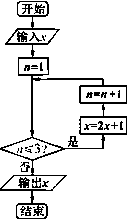 开始
输入x
n=1
n=n+1
x=2x+1
n≤3?
是
否
输出x
结束